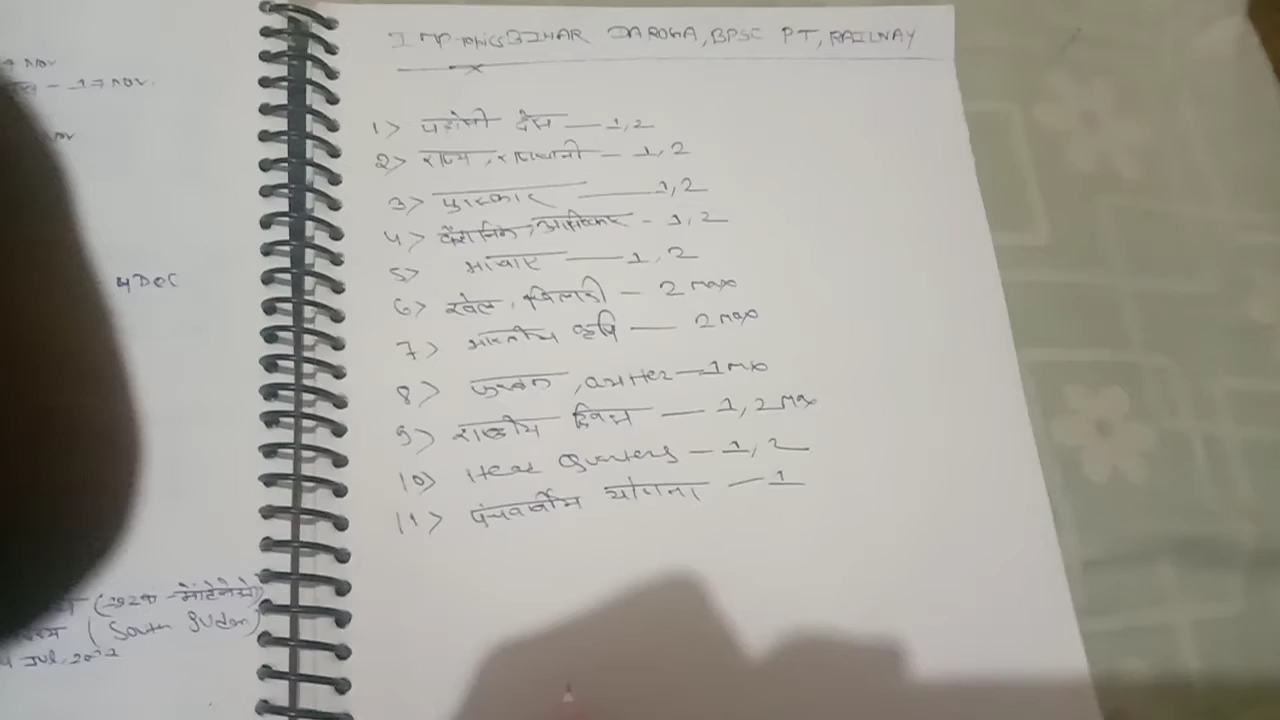 IMP TOPICS BIHAR DAROGA, BPSC PT, RAILWAY
1> पड़ोसी देस — 1,2
2> राज्य, राजधानी — 1,2
3> पुरस्कार — 1,2
4> वैज्ञानिक, आविष्कार - 1,2
5> भाषाए — 1,2
6> खेल, खिलाड़ी — 2 max
7> भारतीय कृषि — 2 max
8> पुस्तक, — 1 max
9> राष्ट्रीय दिवस — 1,2 max
10> Head Quarters — 1,2
11> पंचवर्षीय योजना — 1
17 NOV.
4 DEC
South Sudan)